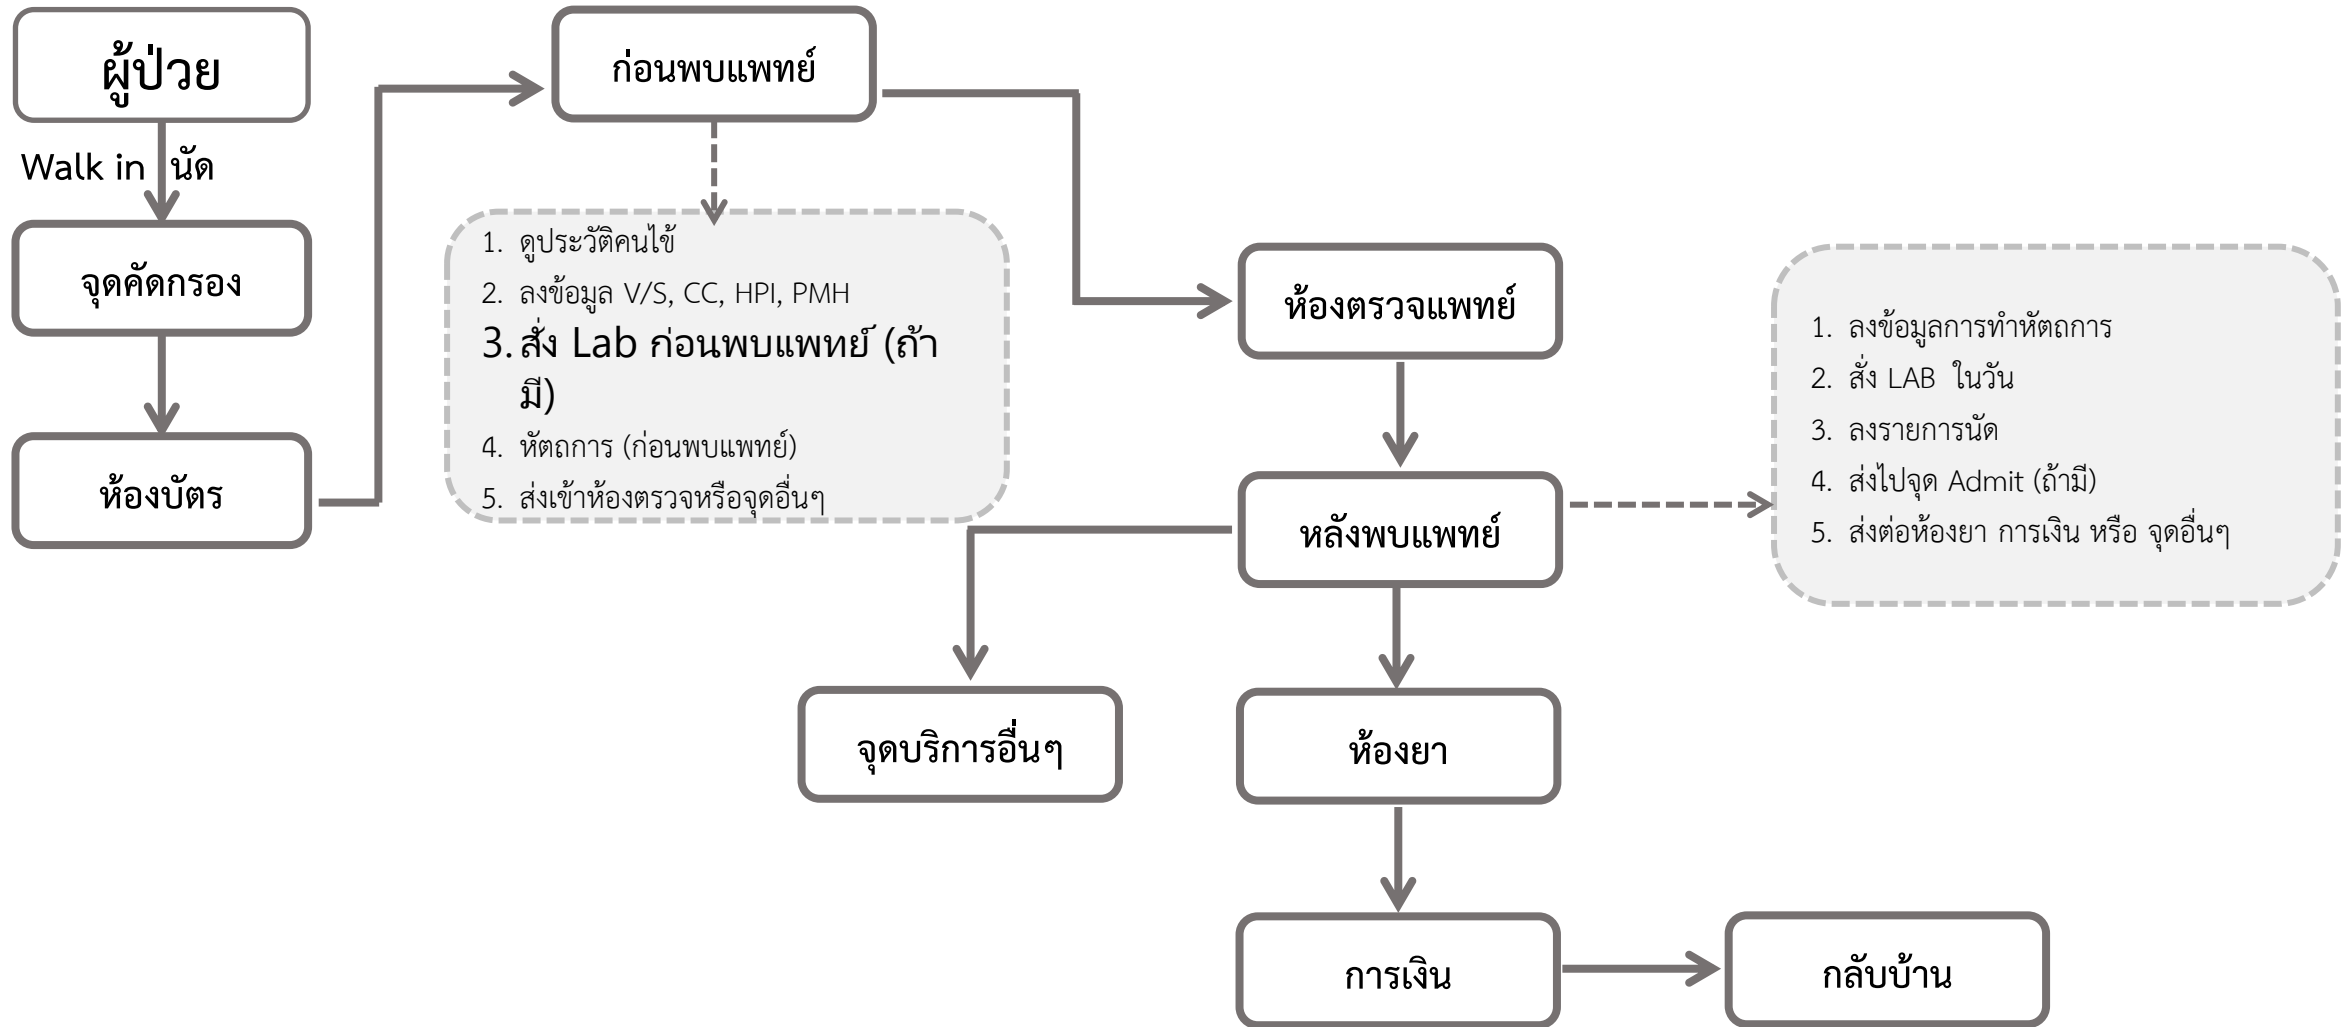 ผู้ป่วย
Walk in นัด
จุดคัดกรอง
ห้องบัตร
ก่อนพบแพทย์
1. ดูประวัติคนไข้
2. ลงข้อมูล V/S, CC, HPI, PMH
3. สั่ง Lab ก่อนพบแพทย์ (ถ้า
มี)
4. หัตถการ (ก่อนพบแพทย์)
5. ส่งเข้าห้องตรวจหรือจุดอื่นๆ
ห้องตรวจแพทย์
หลังพบแพทย์
1. ลงข้อมูลการทำหัตถการ
2. สั่ง LAB ในวัน
3. ลงรายการนัด
4. ส่งไปจุด Admit (ถ้ามี)
5. ส่งต่อห้องยา การเงิน หรือ จุดอื่นๆ
จุดบริการอื่นๆ
ห้องยา
การเงิน
กลับบ้าน